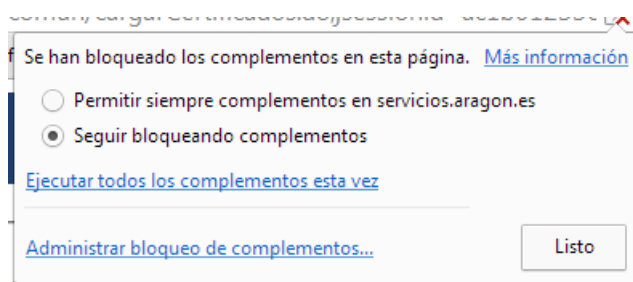 Se han bloqueado los complementos en esta página. Más información
Permitir siempre complementos en servicios.aragon.es
Seguir bloqueando complementos
Ejecutar todos los complementos esta vez
Administrar bloqueo de complementos...
Listo